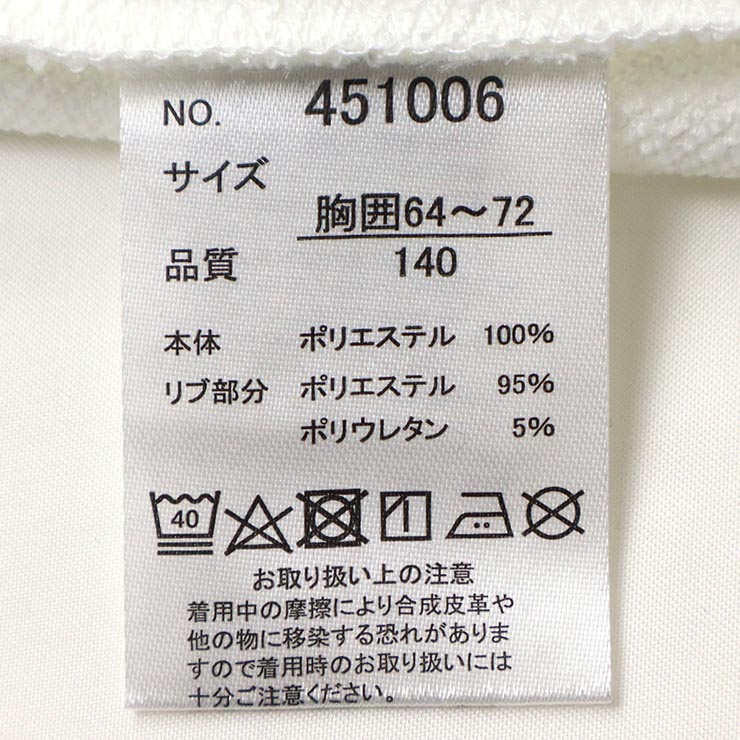 NO. 451006
サイズ
胸囲64～72
品質 140
本体 ポリエステル 100%
リブ部分 ポリエステル 95%
ポリウレタン 5%
40
お取り扱い上の注意
着用中の摩擦により合成皮革や
他の物に移染する恐れがありま
すので着用時のお取り扱いには
十分ご注意ください。